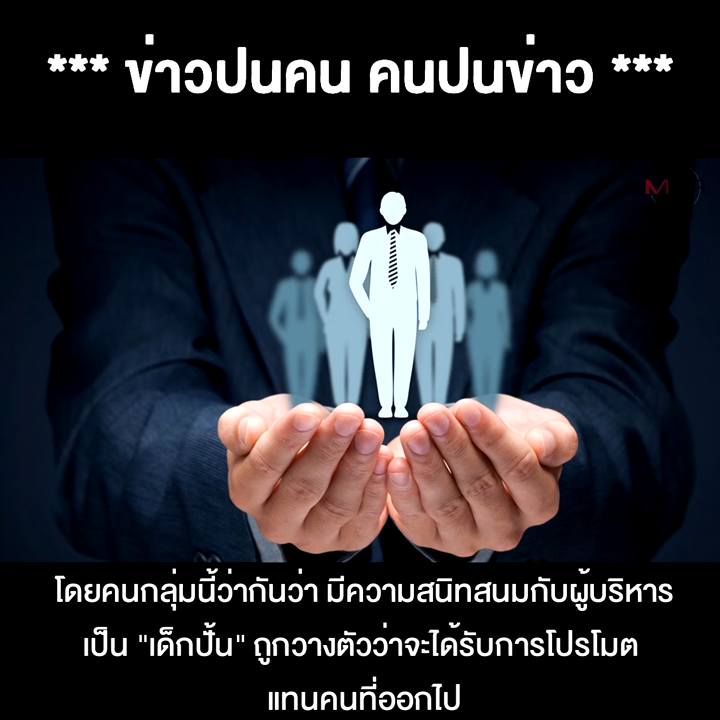 *** ข่าวปนคน คนปนข่าว ***
M
โดยคนกลุ่มนี้ว่ากันว่า มีความสนิทสนมกับผู้บริหาร
เป็น "เด็กปั้น" ถูกวางตัวว่าจะได้รับการโปรโมต
แทนคนที่ออกไป